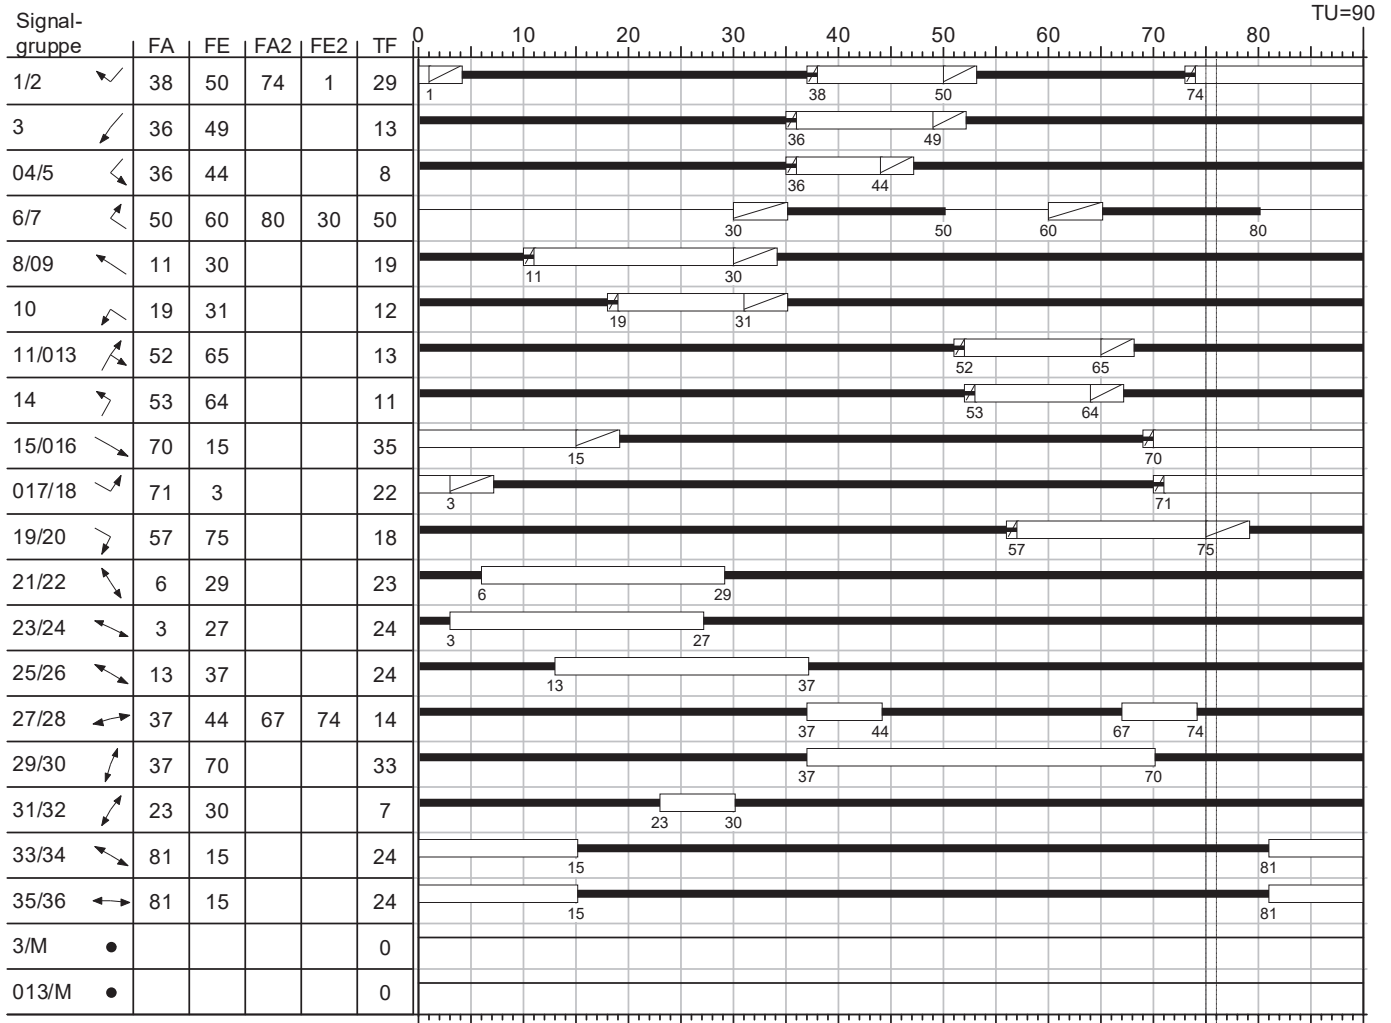 TU=90
Signal-
gruppe FA FE FA2 FE2 TF 0 10 20 30 40 50 60 70 80
1/2 38 50 74 1 29
1 38 50 74
3 36 49 13
36 49
04/5 36 44 8
36 44
6/7 50 60 80 30 50
30 50 60 80
8/09 11 30 19
11 30
10 19 31 12
19 31
11/013 52 65 13
52 65
14 53 64 11
53 64
15/016 70 15 35
15 70
017/18 71 3 22
3 71
19/20 57 75 18
57 75
21/22 6 29 23
6 29
23/24 3 27 24
3 27
25/26 13 37 24
13 37
27/28 37 44 67 74 14
37 44 67 74
29/30 37 70 33
37 70
31/32 23 30 7
23 30
33/34 81 15 24
15 81
35/36 81 15 24
15 81
3/M 0
013/M 0